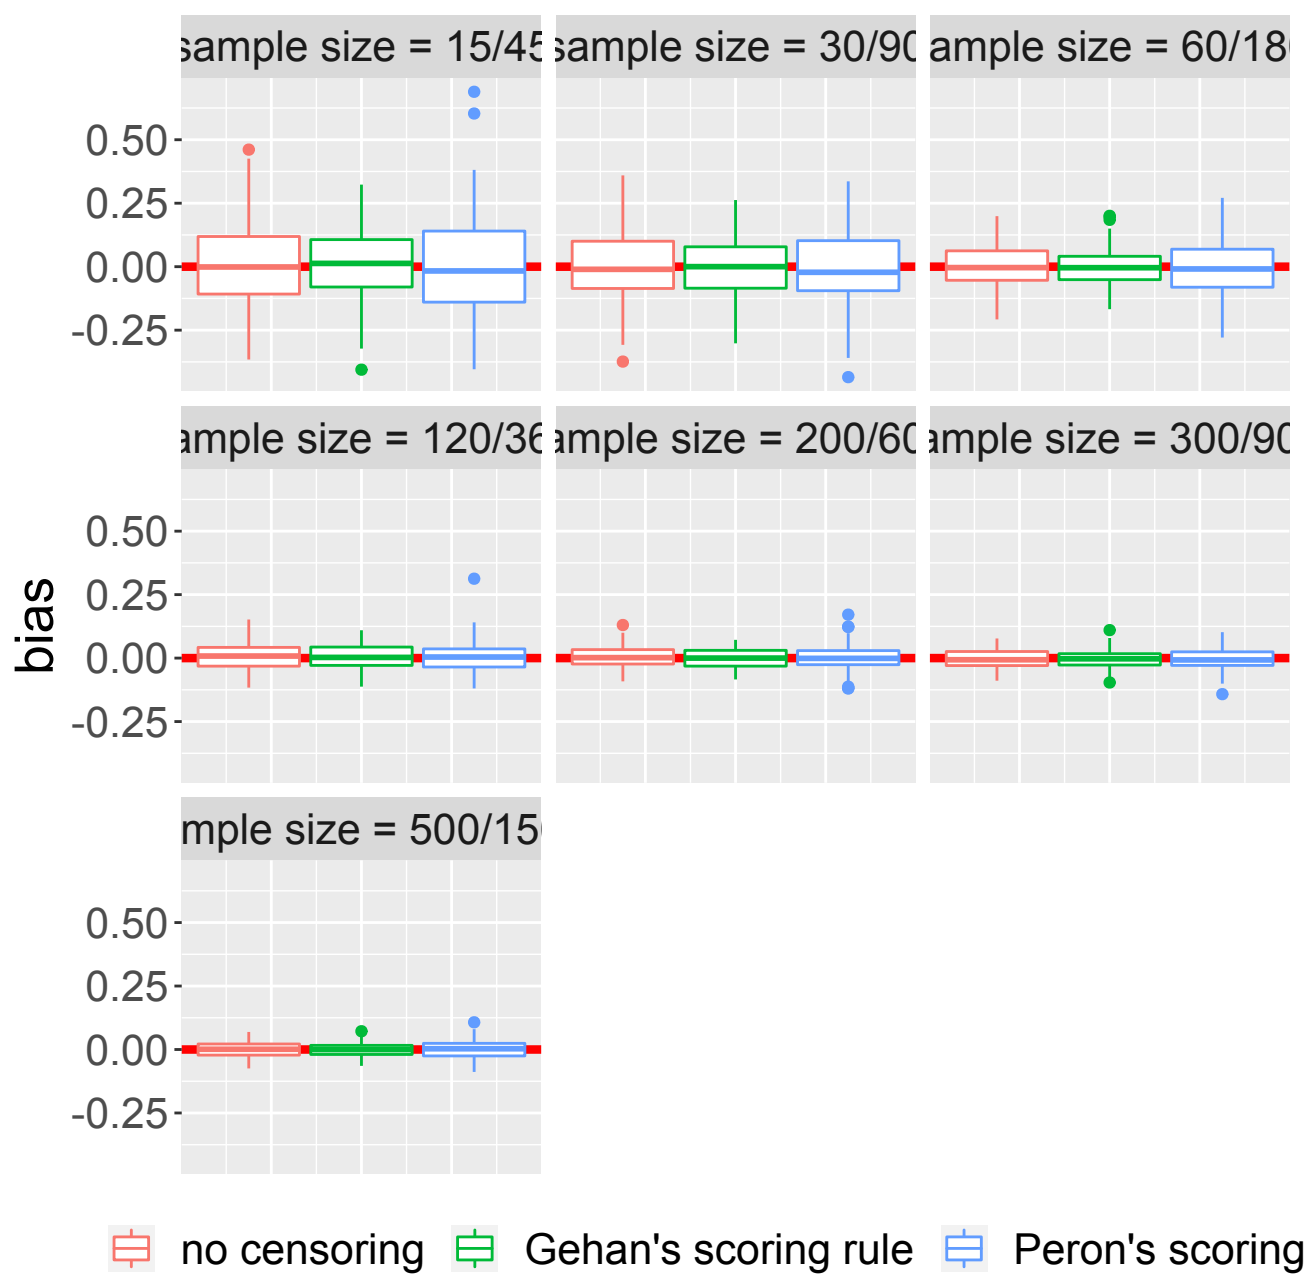 sample size = 15/45 sample size = 30/90 ample size = 60/180
0.50
0.25
0.00
-0.25
ample size = 120/36 ample size = 200/60 ample size = 300/90
0.50
0.25
0.00
-0.25
bias
mple size = 500/150
0.50
0.25
0.00
-0.25
no censoring Gehan's scoring rule Peron's scoring